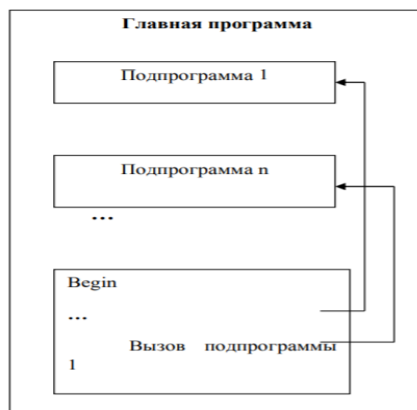 Главная программа
Подпрограмма 1
Подпрограмма n
...
Begin
...
Вызов подпрограммы
1